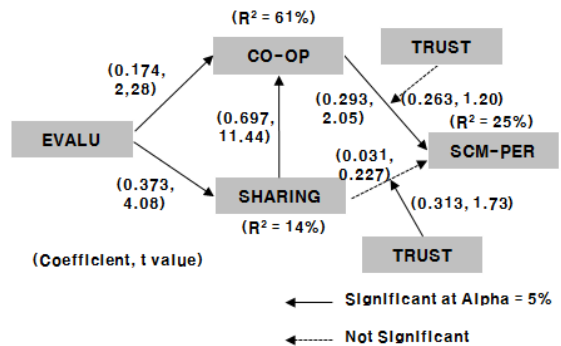 (R² = 61%)
CO-OP
TRUST
(0.174,
2,28)
(0.697,
11.44)
(0.293,
2.05)
(0.263, 1.20)
(R² = 25%)
EVALU
SCM-PER
(0.031,
0.227)
(0.373,
4.08)
SHARING
(0.313, 1.73)
(R² = 14%)
TRUST
(Coefficient, t value)
Significant at Alpha = 5%
Not Significant